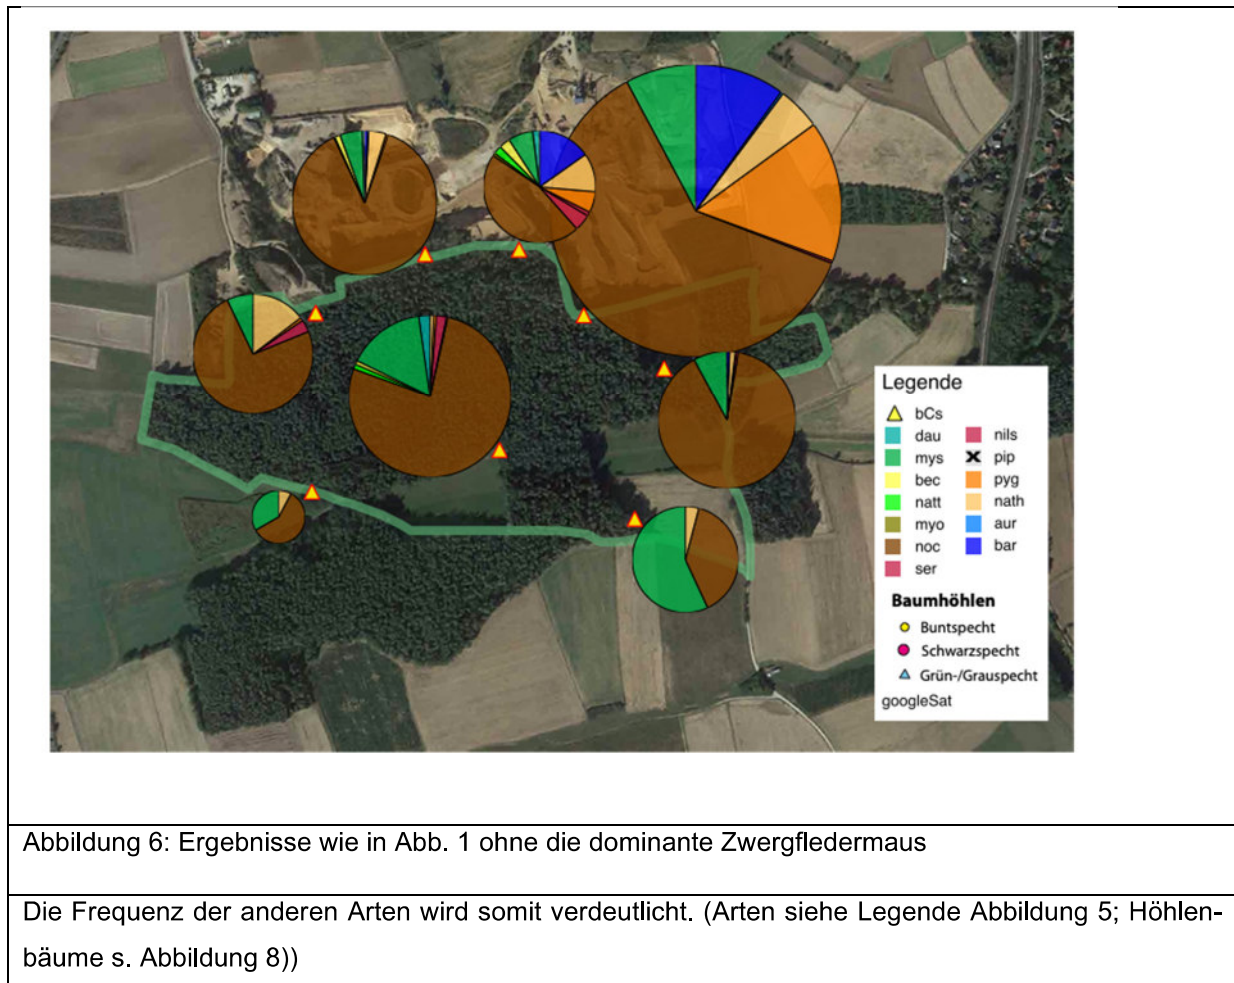 Legende
bCs
dau
mys
bec
natt
myo
noc
ser
nils
pip
pyg
nath
aur
bar
Baumhöhlen
Buntspecht
Schwarzspecht
Grün-/Grauspecht
googleSat
Abbildung 6: Ergebnisse wie in Abb. 1 ohne die dominante Zwergfledermaus
Die Frequenz der anderen Arten wird somit verdeutlicht. (Arten siehe Legende Abbildung 5; Höhlen-
bäume s. Abbildung 8))